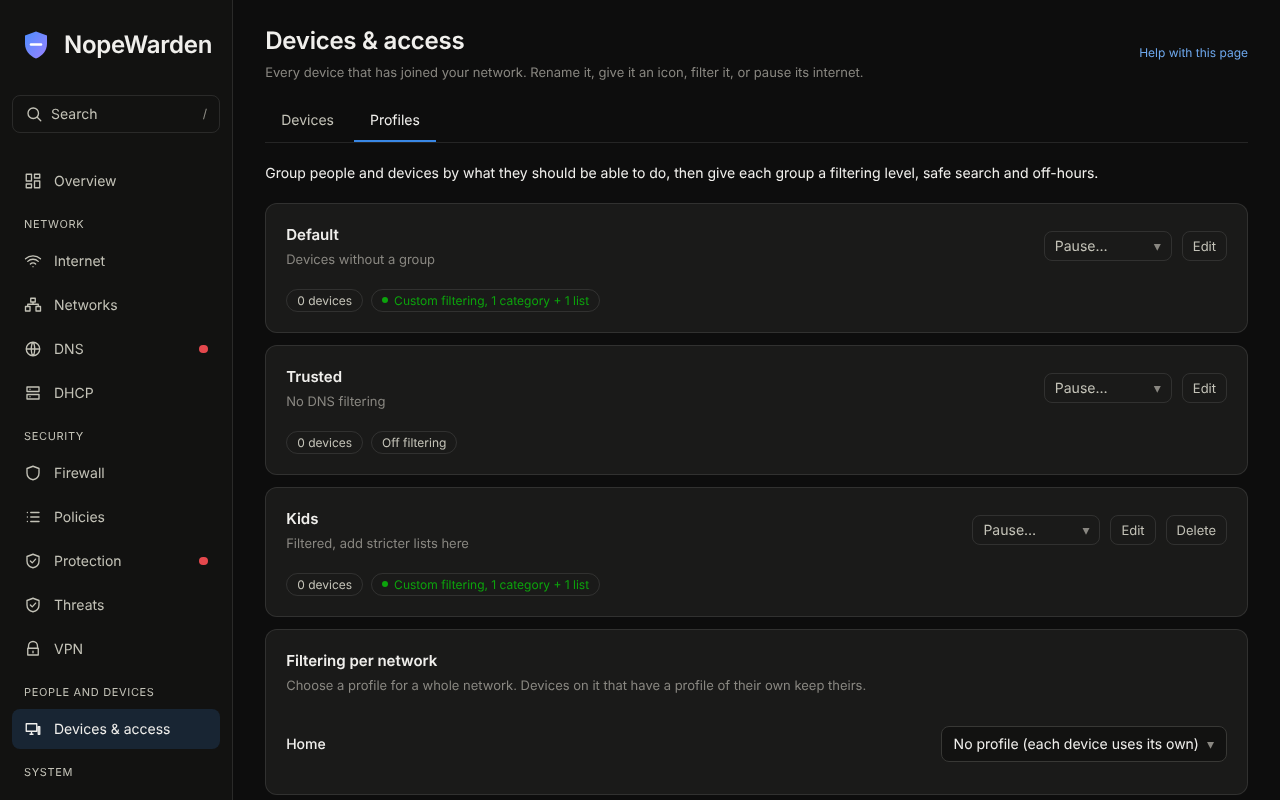 NopeWarden
Search /
Overview
NETWORK
Internet
Networks
DNS
DHCP
SECURITY
Firewall
Policies
Protection
Threats
VPN
PEOPLE AND DEVICES
Devices & access
SYSTEM
Devices & access
Every device that has joined your network. Rename it, give it an icon, filter it, or pause its internet.
Help with this page
Devices Profiles
Group people and devices by what they should be able to do, then give each group a filtering level, safe search and off-hours.
Default
Devices without a group
Pause... Edit
0 devices Custom filtering, 1 category + 1 list
Trusted
No DNS filtering
Pause... Edit
0 devices Off filtering
Kids
Filtered, add stricter lists here
Pause... Edit Delete
0 devices Custom filtering, 1 category + 1 list
Filtering per network
Choose a profile for a whole network. Devices on it that have a profile of their own keep theirs.
Home No profile (each device uses its own)